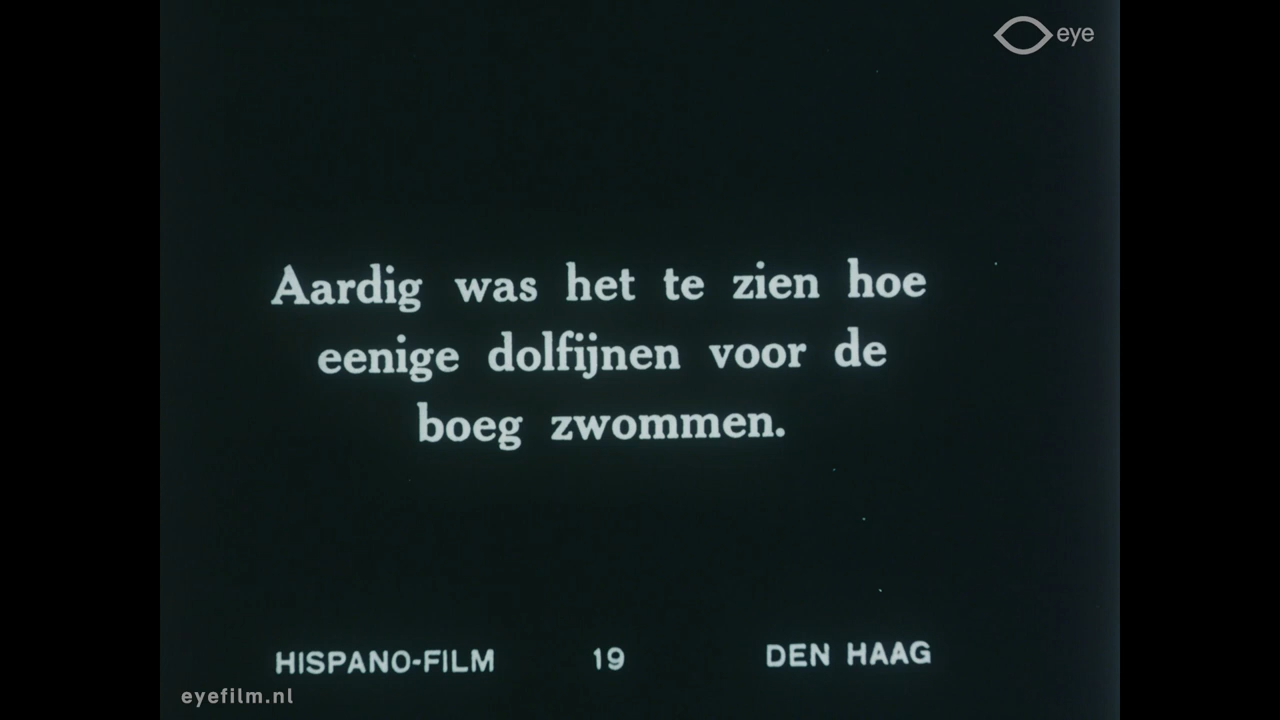 eye
Aardig was het te zien hoe
eenige dolfijnen voor de
boeg zwommen.
HISPANO-FILM 19 DEN HAAG
eyefilm.nl